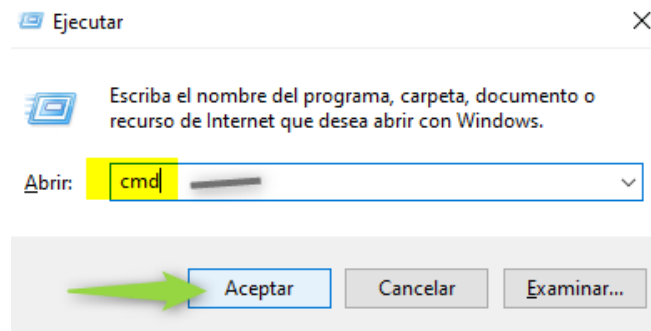 Ejecutar
Escriba el nombre del programa, carpeta, documento o
recurso de Internet que desea abrir con Windows.
Abrir: cmd
Aceptar Cancelar Examinar...